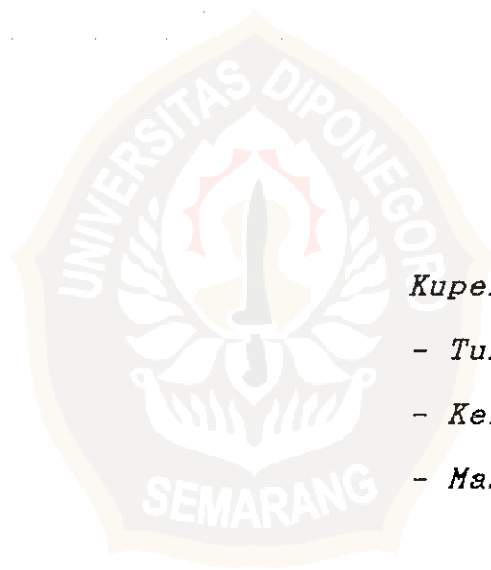 UNIVERSITAS DIPONEGORO
Kupe
- Tu
- Ke
- Ma
SEMARANG